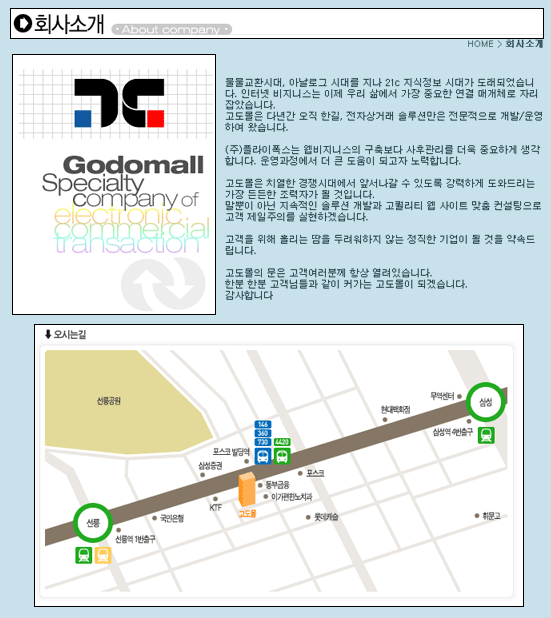 회사소개
• About company •
HOME > 회사소개
물물교환시대, 아날로그 시대를 지나 21c 지식정보 시대가 도래되었습니
다. 인터넷 비지니스는 이제 우리 삶에서 가장 중요한 연결 매개체로 자리
잡았습니다.
고도몰은 다년간 오직 한길, 전자상거래 솔루션만은 전문적으로 개발/운영
하여 왔습니다.
(주)플라이폭스는 웹비지니스의 구축보다 사후관리를 더욱 중요하게 생각
합니다. 운영과정에서 더 큰 도움이 되고자 노력합니다.
고도몰은 치열한 경쟁시대에서 앞서나갈 수 있도록 강력하게 도와드리는
가장 든든한 조력자가 될 것입니다.
말뿐이 아닌 지속적인 솔루션 개발과 고퀄리티 웹 사이트 맞춤 컨설팅으로
고객 제일주의를 실현하겠습니다.
고객을 위해 흘리는 땀을 두려워하지 않는 정직한 기업이 될 것을 약속드
립니다.
고도몰의 문은 고객여러분께 항상 열려있습니다.
한분 한분 고객님들과 같이 커가는 고도몰이 되겠습니다.
감사합니다
Godomall
Specialty
company of
electronic
commercial
transaction
오시는길
선릉공원
무역센터
삼성
현대백화점
삼성역 4번출구
146
360
730
4420
포스코 빌딩역
삼성증권
포스코
동부금융
이가편한노치과
KTF
고도몰
국민은행
롯데캐슬
휘문고
선릉
선릉역 1번출구